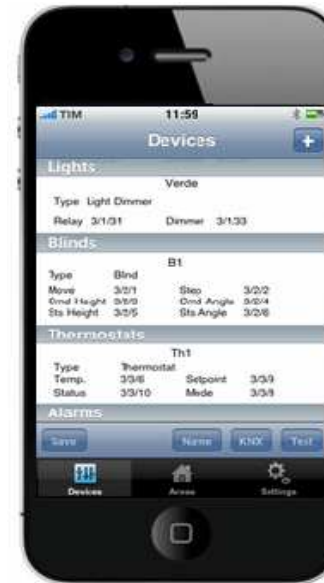 TIM 11:59
Devices +
Lights
Verde
Type Light Dimmer
Relay 3/1/31 Dimmer 3/1/33
Blinds
B1
Type Blind
Move 3/2/1 Step 3/2/2
Cmd Height Cmd Angle 3/2/4
Sts Height 3/2/5 Sts Angle 3/2/6
Thermostats
Th1
Type Thermostat
Temp. 3/3/6 Setpoint 3/3/9
Status 3/3/10 Mode 3/3/8
Alarms
Save Name KNX Test
Devices Areas Settings